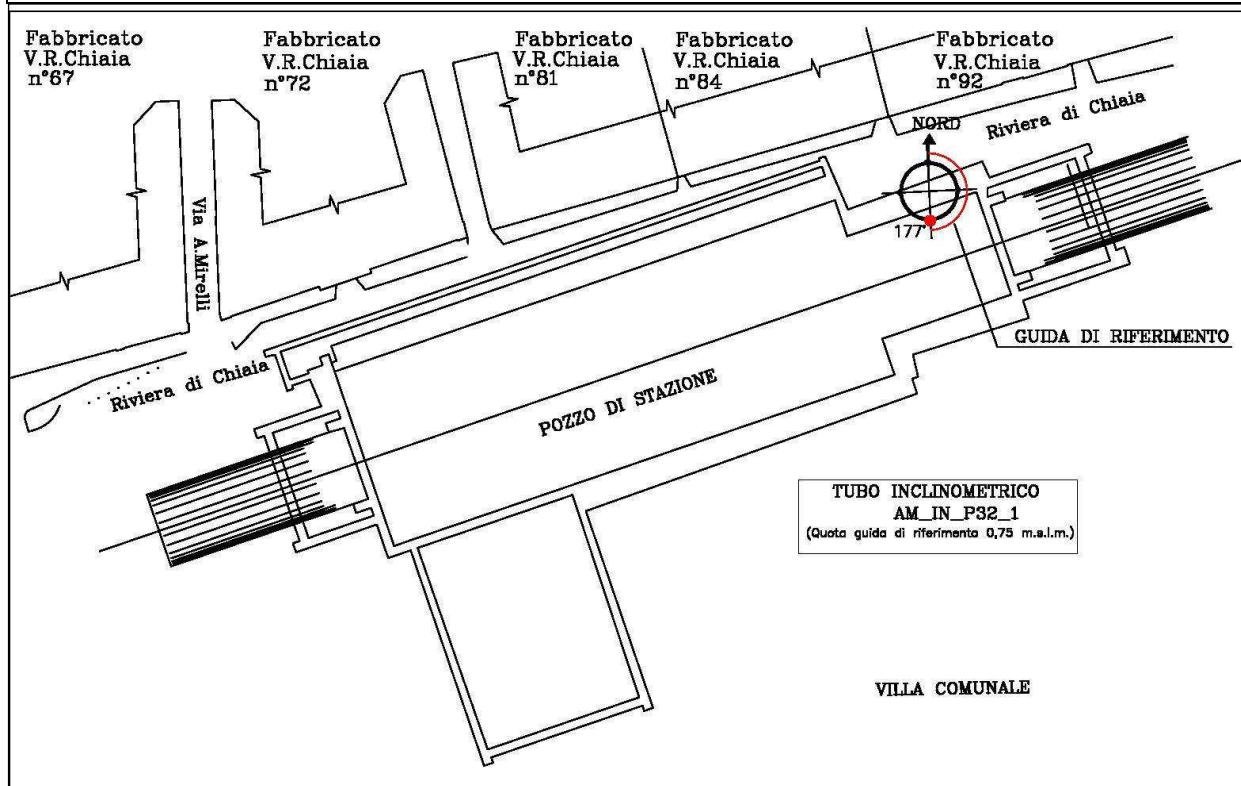 Fabbricato
V.R.Chiaia
n°67
Fabbricato
V.R.Chiaia
n°72
Fabbricato
V.R.Chiaia
n°81
Fabbricato
V.R.Chiaia
n°84
Fabbricato
V.R.Chiaia
n°92
NORD
Riviera di Chiaia
177°
Via A.Mirelli
GUIDA DI RIFERIMENTO
Riviera di Chiaia
POZZO DI STAZIONE
TUBO INCLINOMETRICO
AM_IN_P32_1
(Quota guida di riferimento 0,75 m.s.l.m.)
VILLA COMUNALE